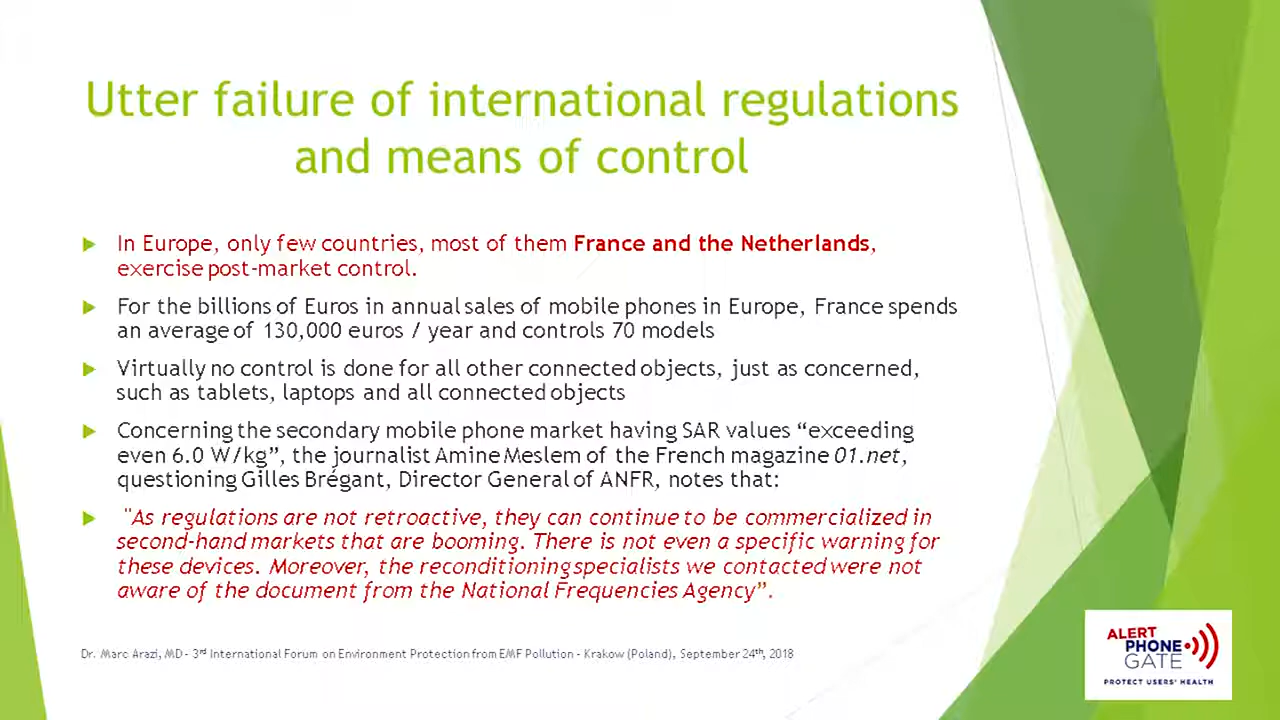 Utter failure of international regulations
and means of control
In Europe, only few countries, most of them France and the Netherlands,
exercise post-market control.
For the billions of Euros in annual sales of mobile phones in Europe, France spends
an average of 130,000 euros / year and controls 70 models
Virtually no control is done for all other connected objects, just as concerned,
such as tablets, laptops and all connected objects
Concerning the secondary mobile phone market having SAR values “exceeding
even 6.0 W/kg”, the journalist Amine Meslem of the French magazine 01.net,
questioning Gilles Brégant, Director General of ANFR, notes that:
"As regulations are not retroactive, they can continue to be commercialized in
second-hand markets that are booming. There is not even a specific warning for
these devices. Moreover, the reconditioning specialists we contacted were not
aware of the document from the National Frequencies Agency”.
Dr. Marc Arazi, MD - 3rd International Forum on Environment Protection from EMF Pollution - Krakow (Poland), September 24th, 2018
ALERT
PHONE
GATE
PROTECT USERS' HEALTH